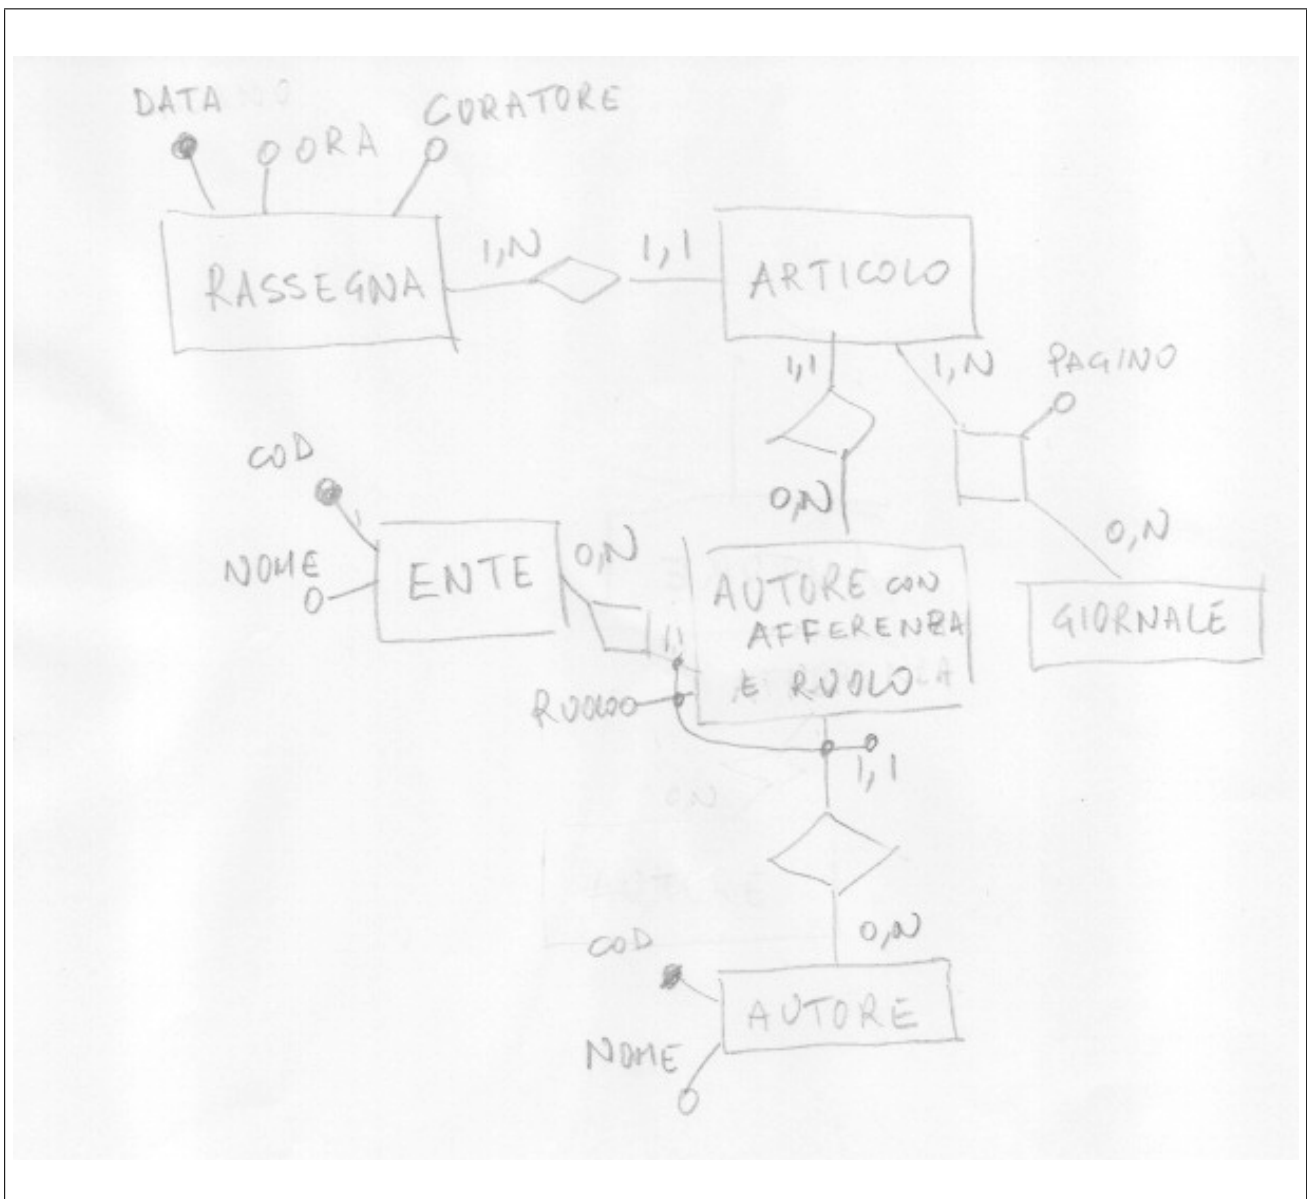 DATA
ORA
CURATORE
RASSEGNA
1,N
1,1
ARTICOLO
1,1
1,N
PAGINO
COD
0,N
0,N
NOME
ENTE
0,N
AUTORE CON
AFFERENZA
E RUOLO
GIORNALE
1,1
RUOLO
1,1
0,N
COD
AUTORE
NOME